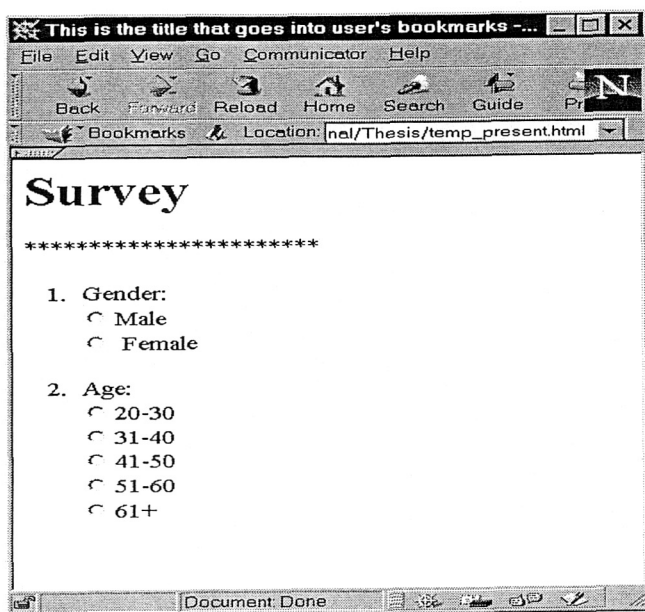 This is the title that goes into user's bookmarks -...
File Edit View Go Communicator Help
Back Forward Reload Home Search Guide Pr N
Bookmarks Location: nal/Thesis/temp_present.html
Survey
***********************
1. Gender:
Male
Female
2. Age:
20-30
31-40
41-50
51-60
61+
Document: Done